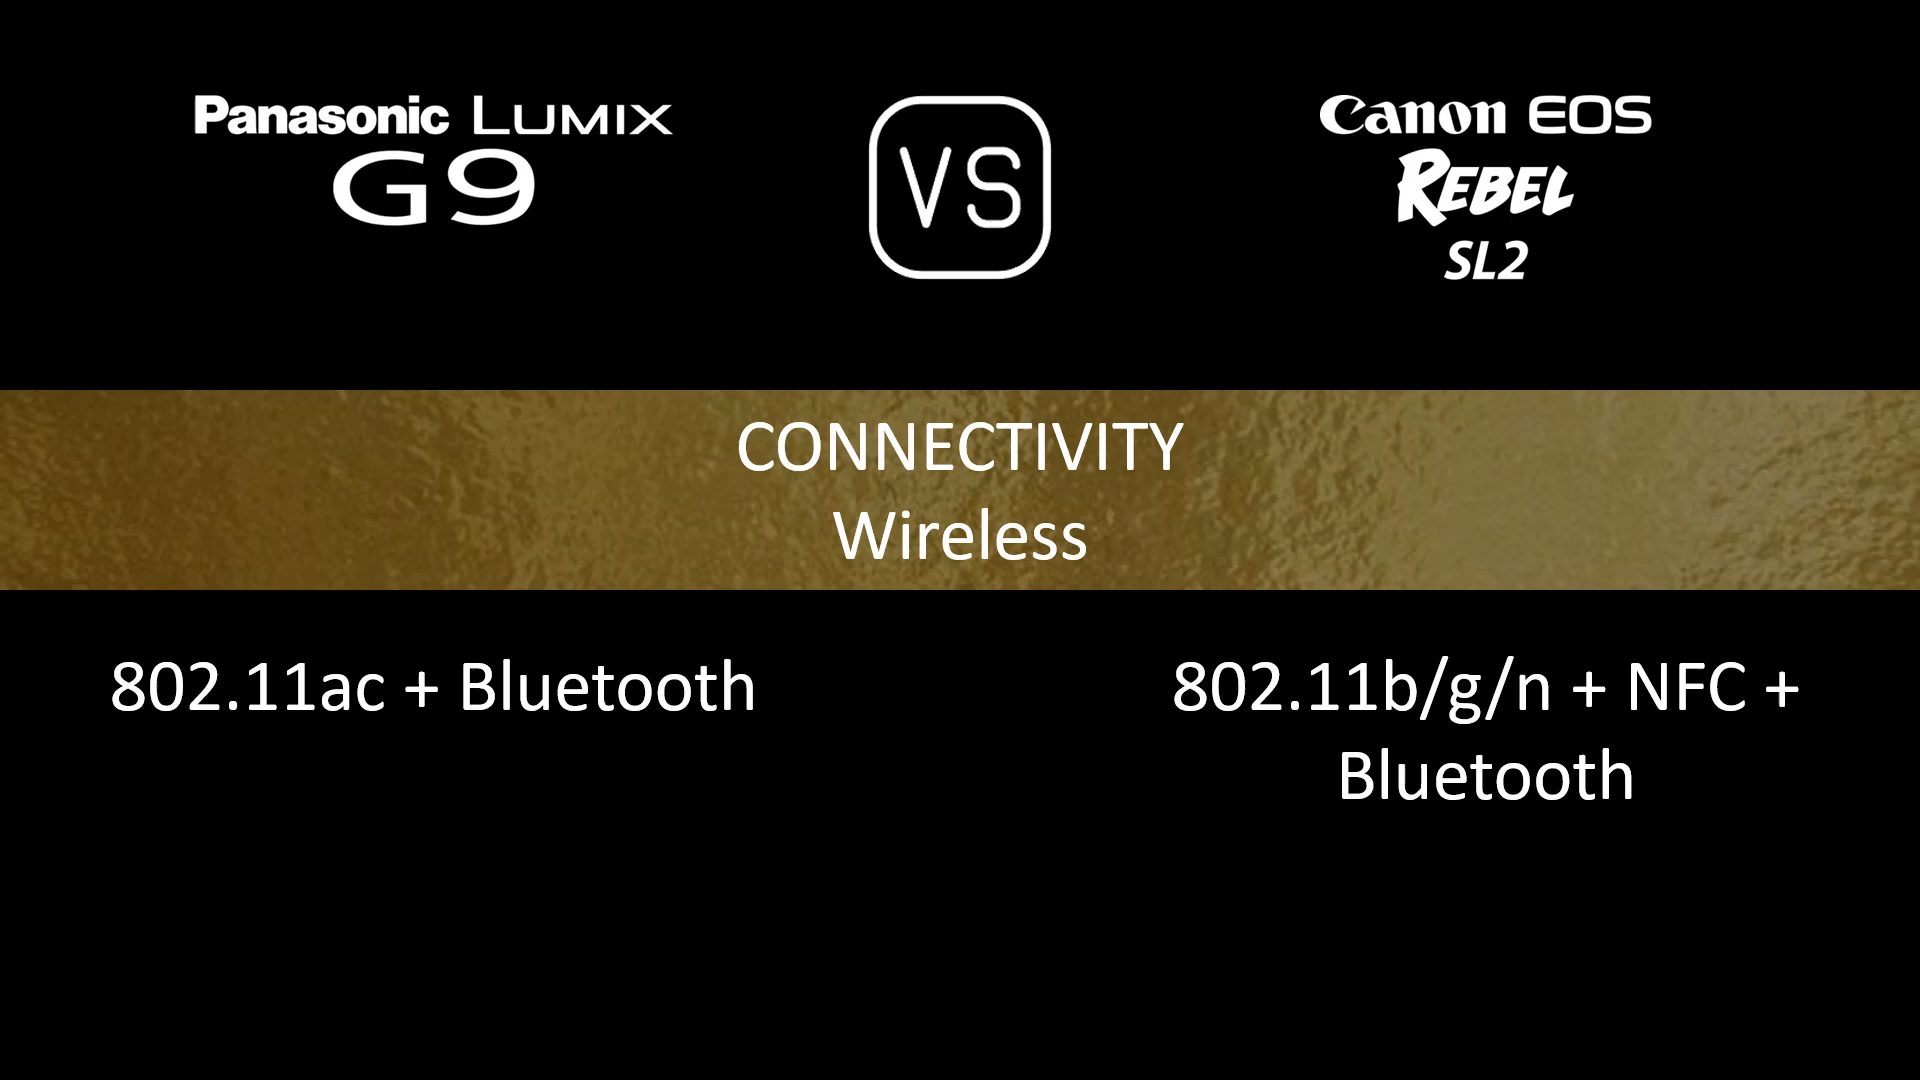 Panasonic LUMIX
G9
VS
Canon EOS
REBEL
SL2
CONNECTIVITY
Wireless
802.11ac + Bluetooth
802.11b/g/n + NFC +
Bluetooth